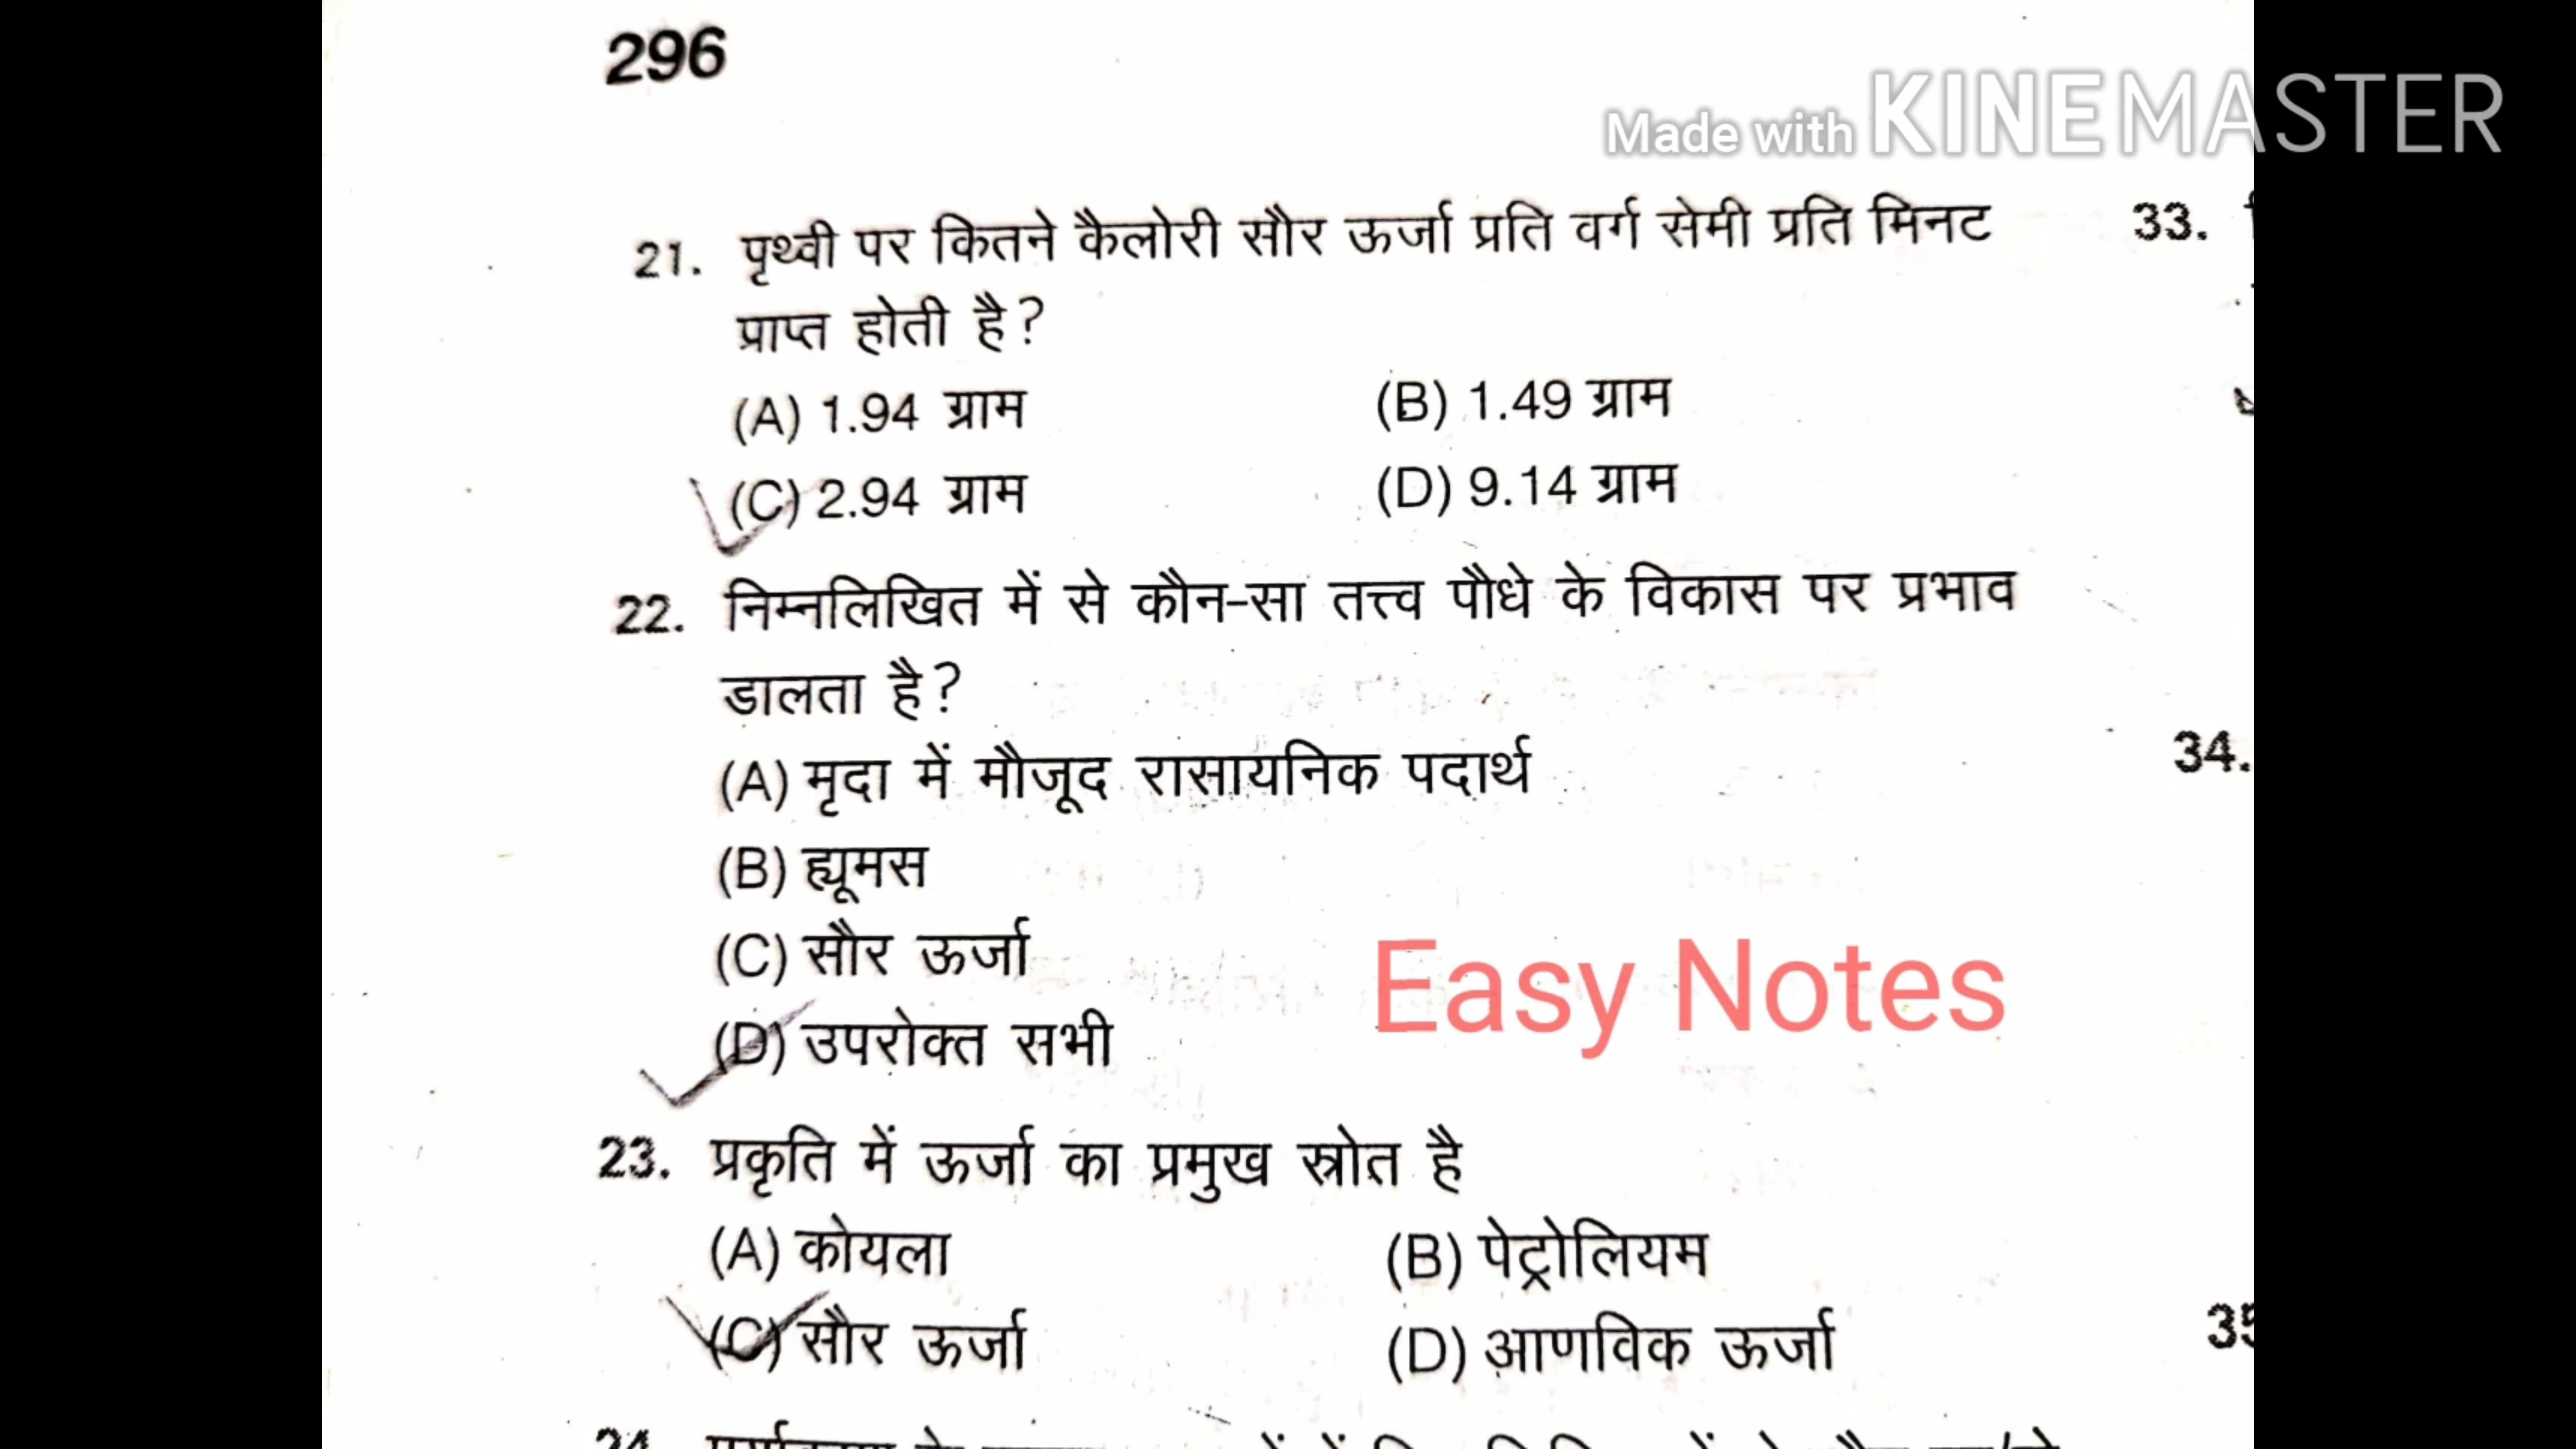 296
Made with KINEMASTER
21. पृथ्वी पर कितने कैलोरी सौर ऊर्जा प्रति वर्ग सेमी प्रति मिनट
प्राप्त होती है?
(A) 1.94 ग्राम (B) 1.49 ग्राम
(C) 2.94 ग्राम (D) 9.14 ग्राम
22. निम्नलिखित में से कौन-सा तत्त्व पौधे के विकास पर प्रभाव
डालता है?
(A) मृदा में मौजूद रासायनिक पदार्थ
(B) ह्यूमस
(C) सौर ऊर्जा
(D) उपरोक्त सभी
Easy Notes
23. प्रकृति में ऊर्जा का प्रमुख स्रोत है
(A) कोयला (B) पेट्रोलियम
(C) सौर ऊर्जा (D) आणविक ऊर्जा
33.
34.